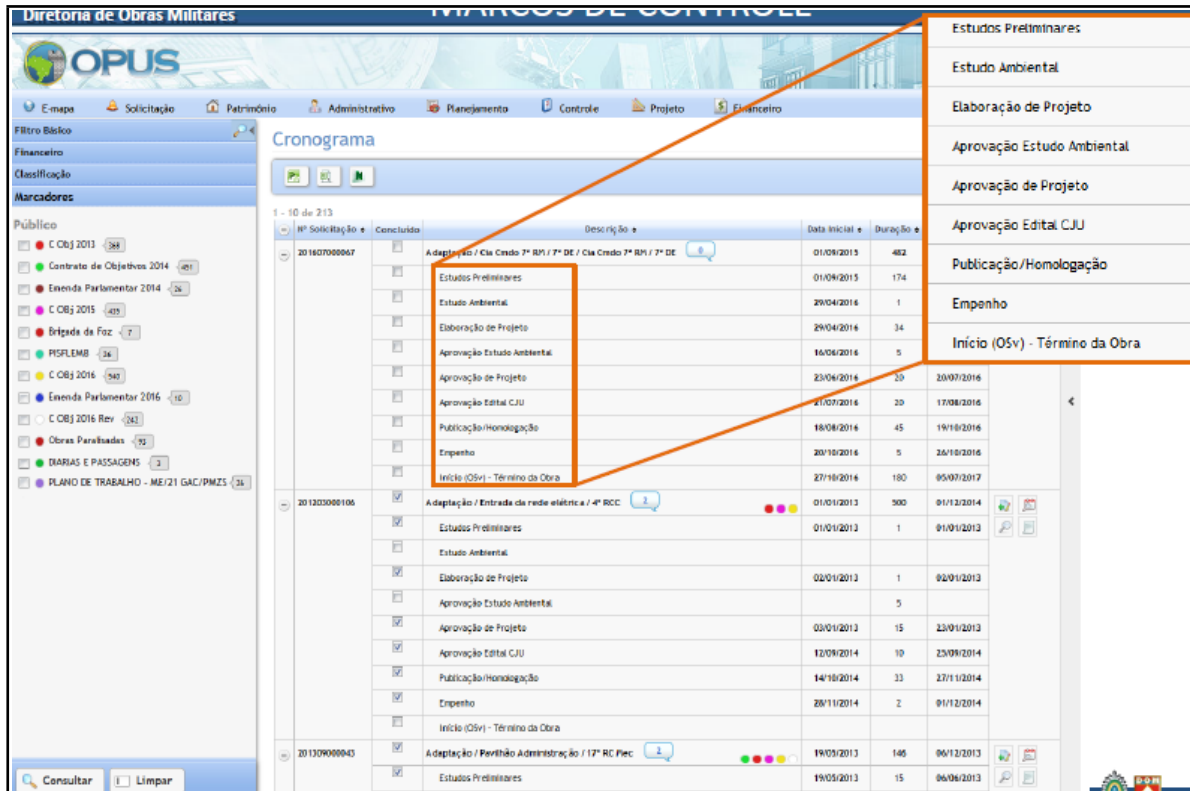 Diretoria de Obras Militares
MARCOS DE CONTROLE
OPUS
E-mapa Solicitação Patrimônio Administrativo Planejamento Controle Projeto Financeiro
Filtro Básico
Financeiro
Classificação
Marcadores
Público
C Obj 2013 368
Contrato de Objetivos 2014 451
Emenda Parlamentar 2014 26
C OBj 2015 435
Brigada da Foz 7
PISFLEMB 36
C OBj 2016 540
Emenda Parlamentar 2016 10
C OBj 2016 Rev 242
Obras Paralisadas 93
DIARIAS E PASSAGENS 3
PLANO DE TRABALHO - ME/21 GAC/PMZS 36
Consultar Limpar
Cronograma
1 - 10 de 213
Nº Solicitação Concluído Descrição Data Inicial Duração
201607000067 Adaptação / Cia Cmdo 7ª RM / 7ª DE / Cia Cmdo 7ª RM / 7ª DE 0 01/09/2015 482
Estudos Preliminares 01/09/2015 174
Estudo Ambiental 29/04/2016 1
Elaboração de Projeto 29/04/2016 34
Aprovação Estudo Ambiental 16/06/2016 5
Aprovação de Projeto 23/06/2016 20 20/07/2016
Aprovação Edital CJU 21/07/2016 20 17/08/2016
Publicação/Homologação 18/08/2016 45 19/10/2016
Empenho 20/10/2016 5 26/10/2016
Início (OSv) - Término da Obra 27/10/2016 180 05/07/2017
201203000106 Adaptação / Entrada da rede elétrica / 4º RCC 2 01/01/2013 500 01/12/2014
Estudos Preliminares 01/01/2013 1 01/01/2013
Estudo Ambiental
Elaboração de Projeto 02/01/2013 1 02/01/2013
Aprovação Estudo Ambiental 5
Aprovação de Projeto 03/01/2013 15 23/01/2013
Aprovação Edital CJU 12/09/2014 10 25/09/2014
Publicação/Homologação 14/10/2014 33 27/11/2014
Empenho 28/11/2014 2 01/12/2014
Início (OSv) - Término da Obra
201309000043 Adaptação / Pavilhão Administração / 17º RC Mec 2 19/05/2013 146 06/12/2013
Estudos Preliminares 19/05/2013 15 06/06/2013
Estudos Preliminares
Estudo Ambiental
Elaboração de Projeto
Aprovação Estudo Ambiental
Aprovação de Projeto
Aprovação Edital CJU
Publicação/Homologação
Empenho
Início (OSv) - Término da Obra
DOM